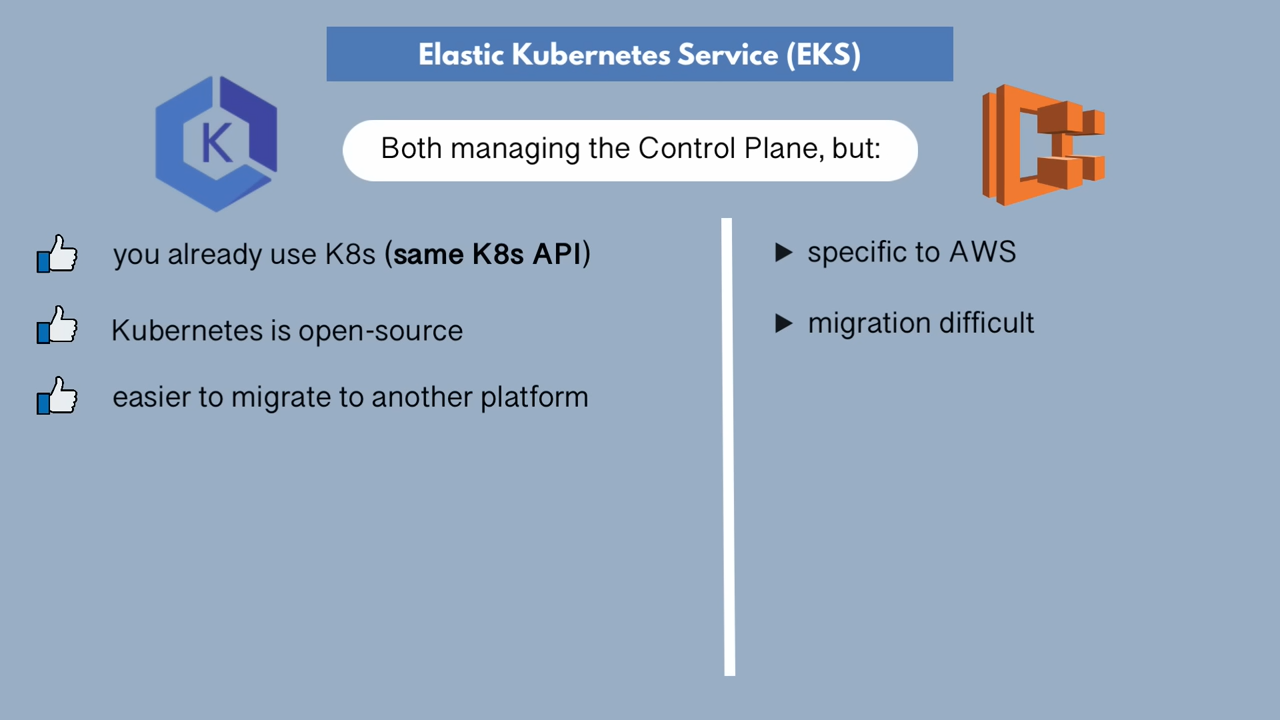 Elastic Kubernetes Service (EKS)
K
Both managing the Control Plane, but:
you already use K8s (same K8s API)
Kubernetes is open-source
easier to migrate to another platform
specific to AWS
migration difficult